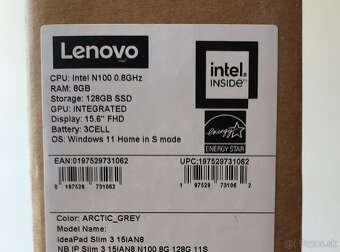 Lenovo
CPU: Intel N100 0.8GHz
RAM: 8GB
Storage: 128GB SSD
GPU: INTEGRATED
Display: 15.6" FHD
Battery: 3CELL
OS: Windows 11 Home in S mode
intel
INSIDE™
energy
ENERGY STAR
EAN:0197529731062
UPC:197529731062
0 197529 731062
1 97529 73106 2
Color: ARCTIC_GREY
Model Name:
IdeaPad Slim 3 15IAN8
NB IP Slim 3 15IAN8 N100 8G 128G 11S
bazos.sk